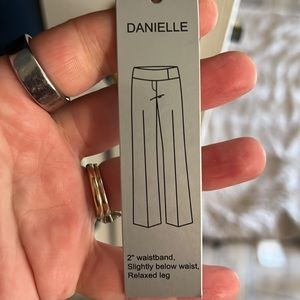 DANIELLE
2" waistband,
Slightly below waist,
Relaxed leg